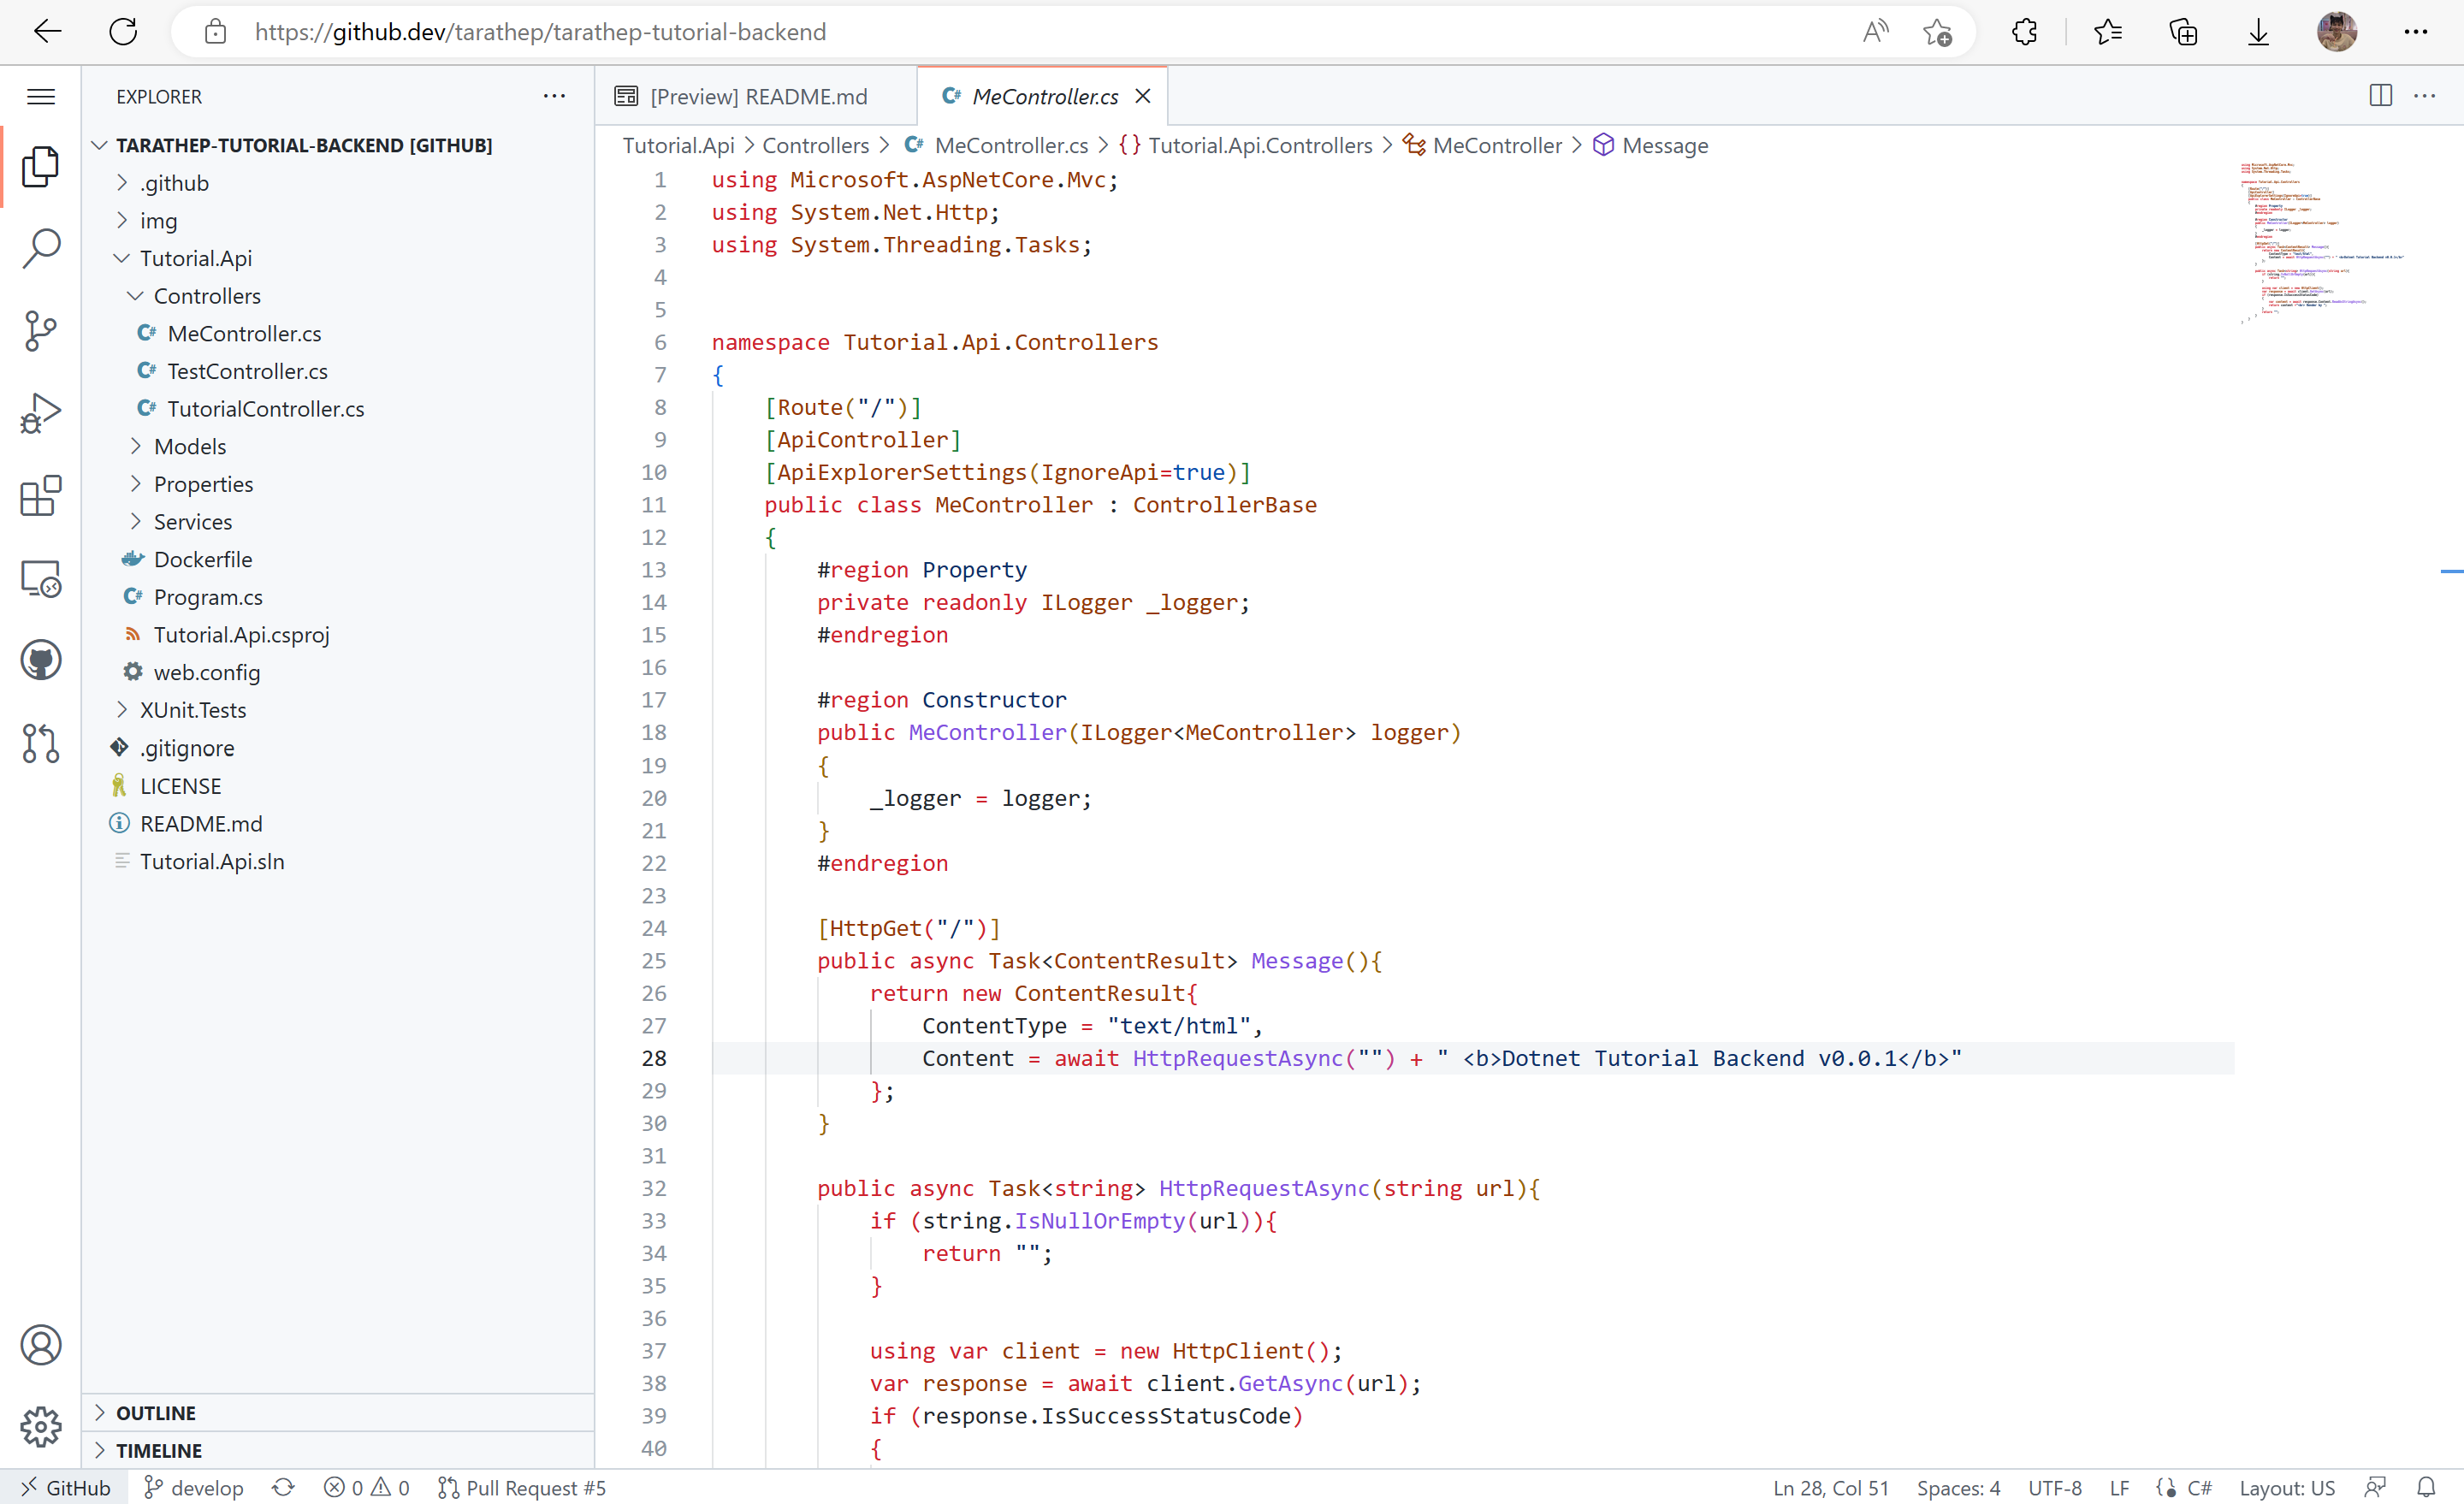 https://github.dev/tarathep/tarathep-tutorial-backend
EXPLORER
TARATHEP-TUTORIAL-BACKEND [GITHUB]
.github
img
Tutorial.Api
Controllers
C# MeController.cs
C# TestController.cs
C# TutorialController.cs
Models
Properties
Services
Dockerfile
C# Program.cs
Tutorial.Api.csproj
web.config
XUnit.Tests
.gitignore
LICENSE
README.md
Tutorial.Api.sln
OUTLINE
TIMELINE
[Preview] README.md
C# MeController.cs
Tutorial.Api > Controllers > C# MeController.cs > {} Tutorial.Api.Controllers > MeController > Message
1 using Microsoft.AspNetCore.Mvc;
2 using System.Net.Http;
3 using System.Threading.Tasks;
4
5
6 namespace Tutorial.Api.Controllers
7 {
8 [Route("/")]
9 [ApiController]
10 [ApiExplorerSettings(IgnoreApi=true)]
11 public class MeController : ControllerBase
12 {
13 #region Property
14 private readonly ILogger _logger;
15 #endregion
16
17 #region Constructor
18 public MeController(ILogger<MeController> logger)
19 {
20 _logger = logger;
21 }
22 #endregion
23
24 [HttpGet("/")]
25 public async Task<ContentResult> Message(){
26 return new ContentResult{
27 ContentType = "text/html",
28 Content = await HttpRequestAsync("") + " <b>Dotnet Tutorial Backend v0.0.1</b>"
29 };
30 }
31
32 public async Task<string> HttpRequestAsync(string url){
33 if (string.IsNullOrEmpty(url)){
34 return "";
35 }
36
37 using var client = new HttpClient();
38 var response = await client.GetAsync(url);
39 if (response.IsSuccessStatusCode)
40 {
GitHub develop 0 0 Pull Request #5 Ln 28, Col 51 Spaces: 4 UTF-8 LF C# Layout: US